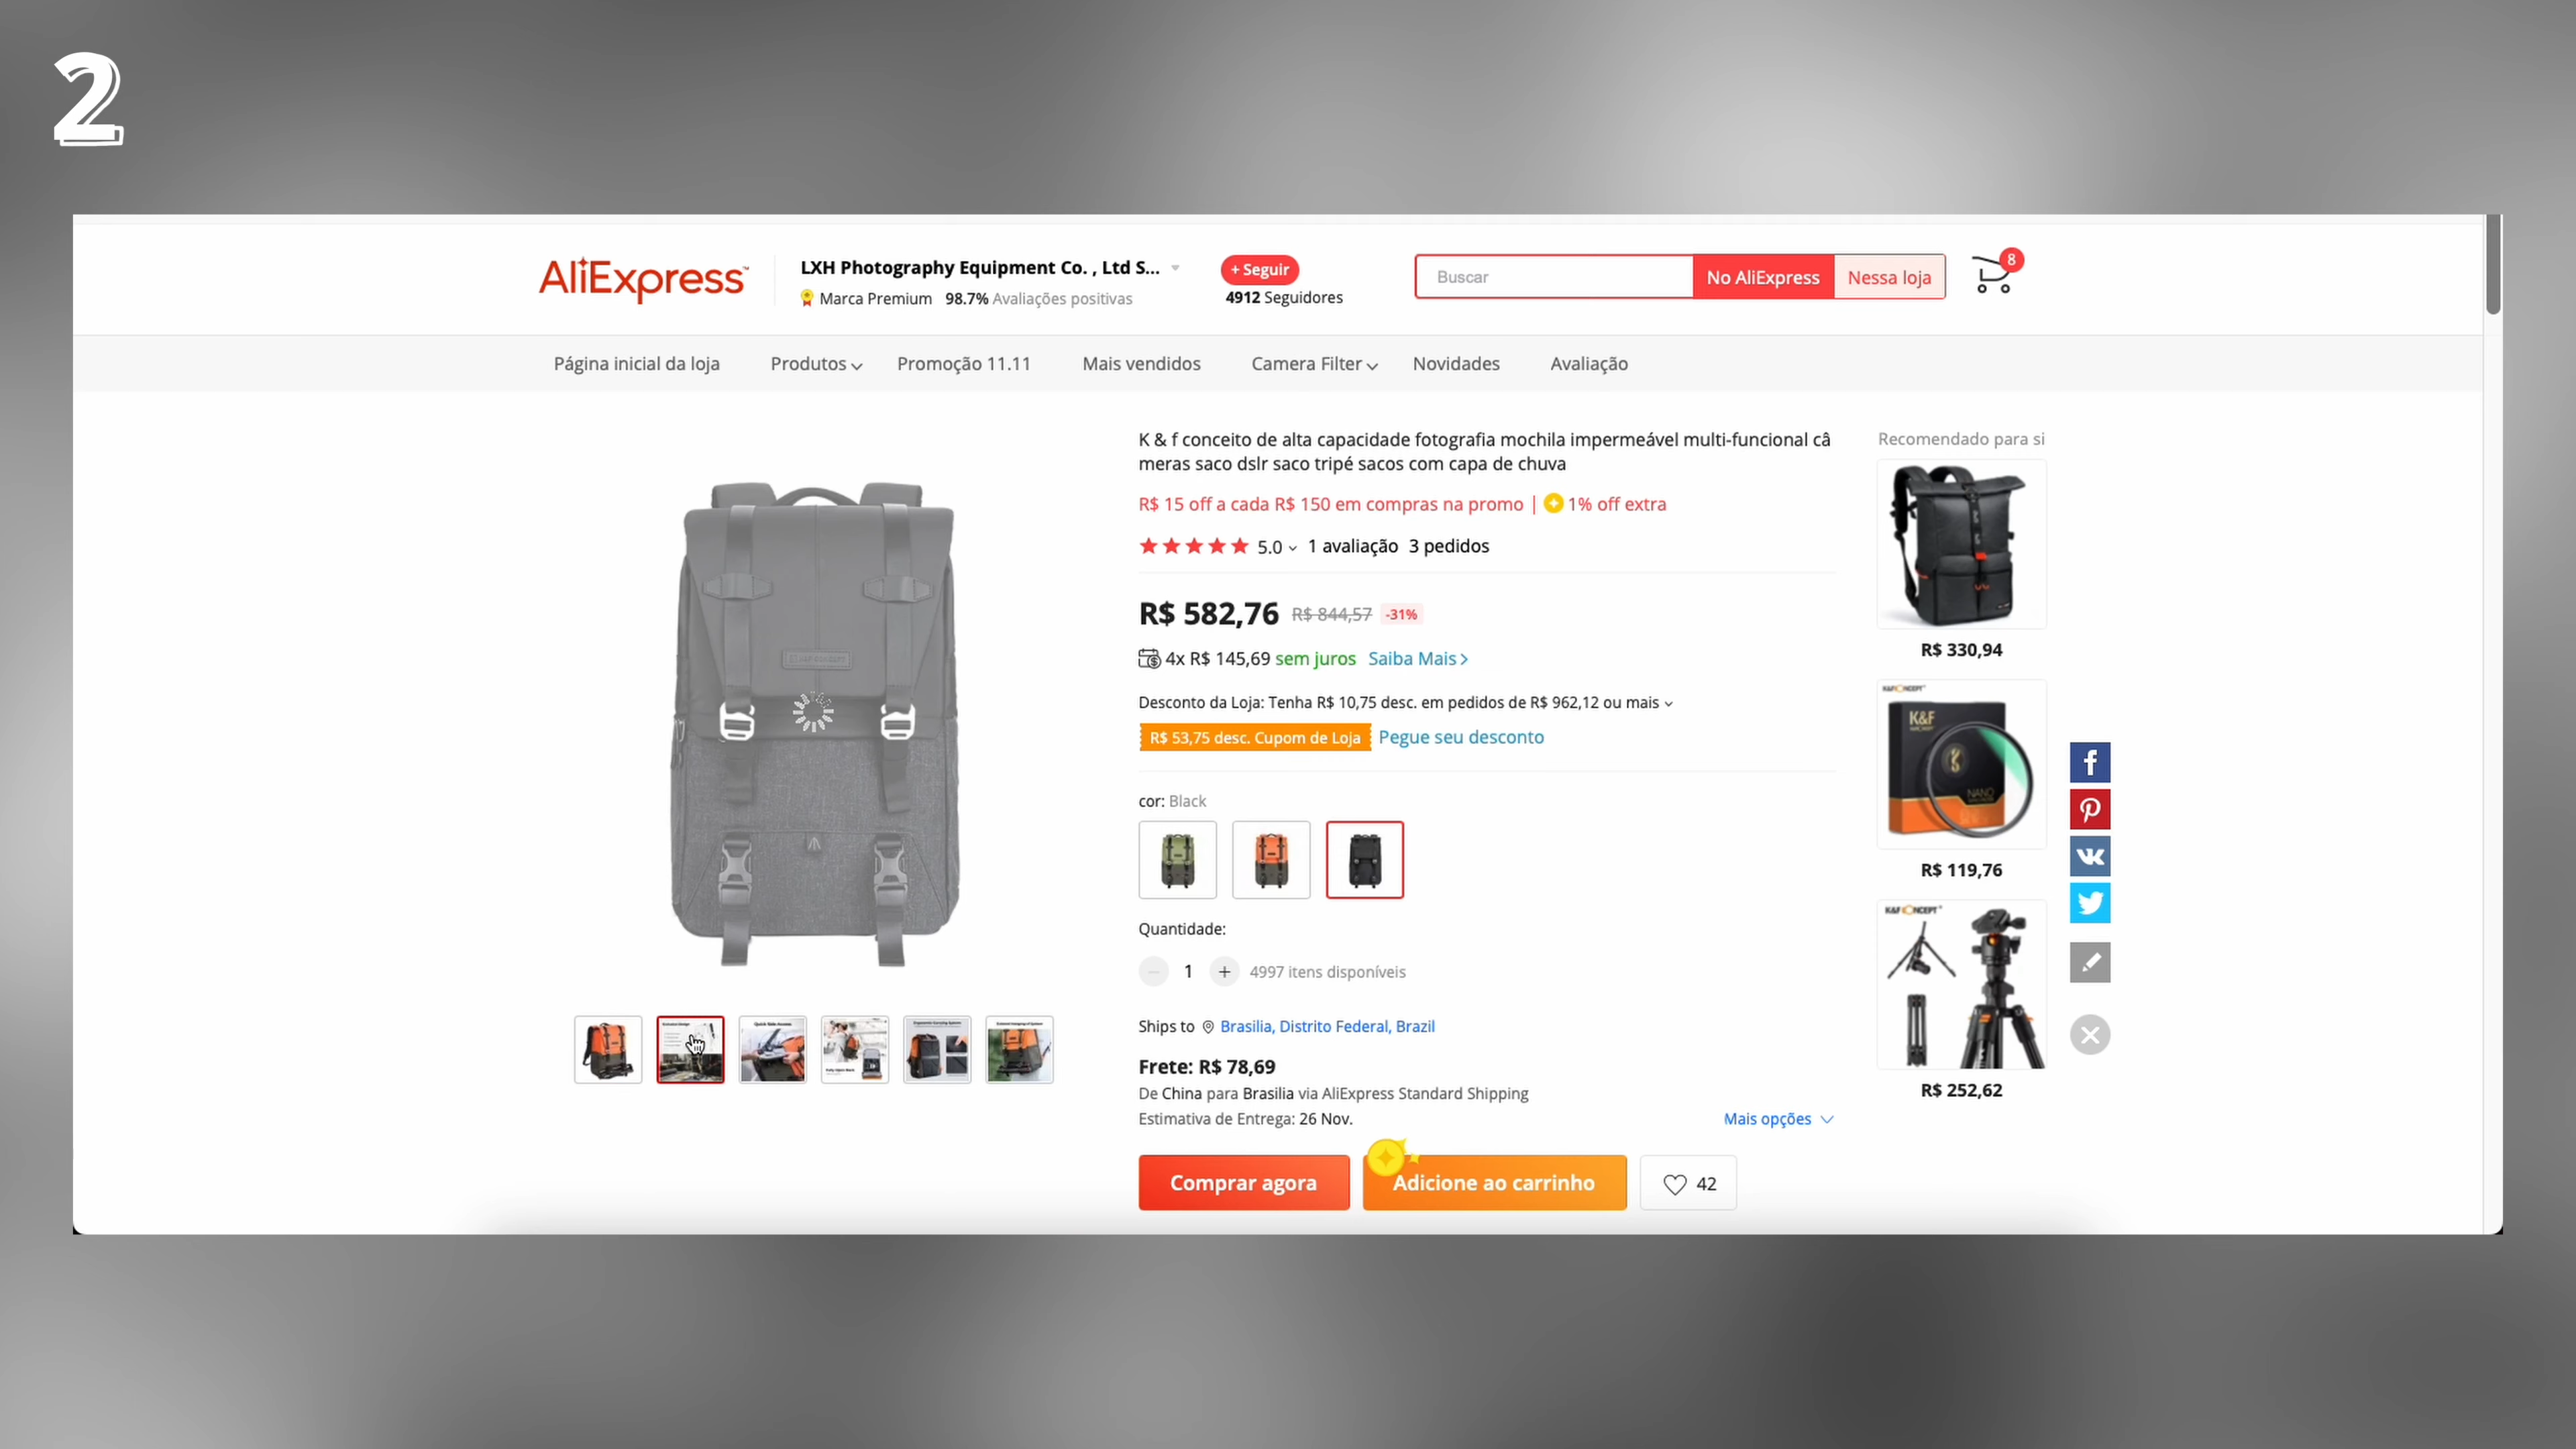 2
AliExpress
LXH Photography Equipment Co. , Ltd S...
Marca Premium 98.7% Avaliações positivas
+ Seguir
4912 Seguidores
Buscar
No AliExpress
Nessa loja
8
Página inicial da loja
Produtos
Promoção 11.11
Mais vendidos
Camera Filter
Novidades
Avaliação
K & f conceito de alta capacidade fotografia mochila impermeável multi-funcional câ
meras saco dslr saco tripé sacos com capa de chuva
R$ 15 off a cada R$ 150 em compras na promo | 1% off extra
5.0 1 avaliação 3 pedidos
R$ 582,76 R$ 844,57 -31%
4x R$ 145,69 sem juros Saiba Mais
Desconto da Loja: Tenha R$ 10,75 desc. em pedidos de R$ 962,12 ou mais
R$ 53,75 desc. Cupom de Loja Pegue seu desconto
cor: Black
Quantidade:
1 4997 itens disponíveis
Ships to Brasilia, Distrito Federal, Brazil
Frete: R$ 78,69
De China para Brasilia via AliExpress Standard Shipping
Estimativa de Entrega: 26 Nov.
Mais opções
Comprar agora
Adicione ao carrinho
42
Quick Side Access
Recomendado para si
R$ 330,94
K&F CONCEPT
K&F
NANO
R$ 119,76
K&F CONCEPT
R$ 252,62